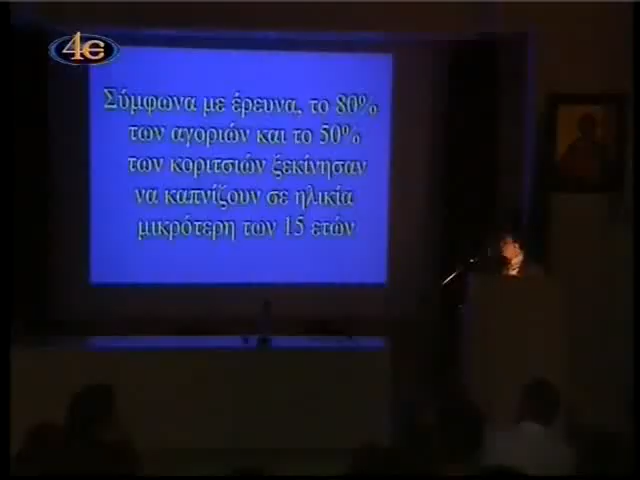 4ε
Σύμφωνα με έρευνα, το 80%
των αγοριών και το 50%
των κοριτσιών ξεκίνησαν
να καπνίζουν σε ηλικία
μικρότερη των 15 ετών